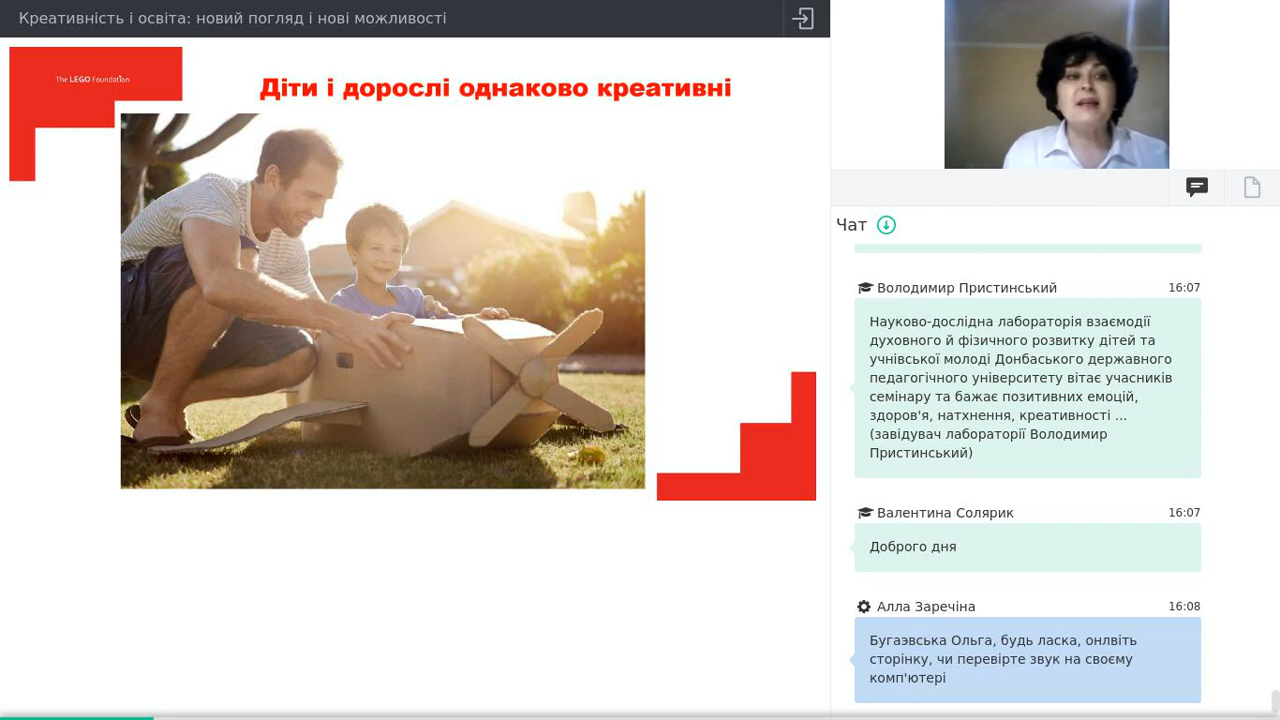 Креативність і освіта: новий погляд і нові можливості
The LEGO Foundation
Діти і дорослі однаково креативні
Чат
Володимир Пристинський 16:07
Науково-дослідна лабораторія взаємодії
духовного й фізичного розвитку дітей та
учнівської молоді Донбаського державного
педагогічного університету вітає учасників
семінару та бажає позитивних емоцій,
здоров'я, натхнення, креативності ...
(завідувач лабораторії Володимир
Пристинський)
Валентина Солярик 16:07
Доброго дня
Алла Заречіна 16:08
Бугаэвська Ольга, будь ласка, онлвіть
сторінку, чи перевірте звук на своєму
комп'ютері